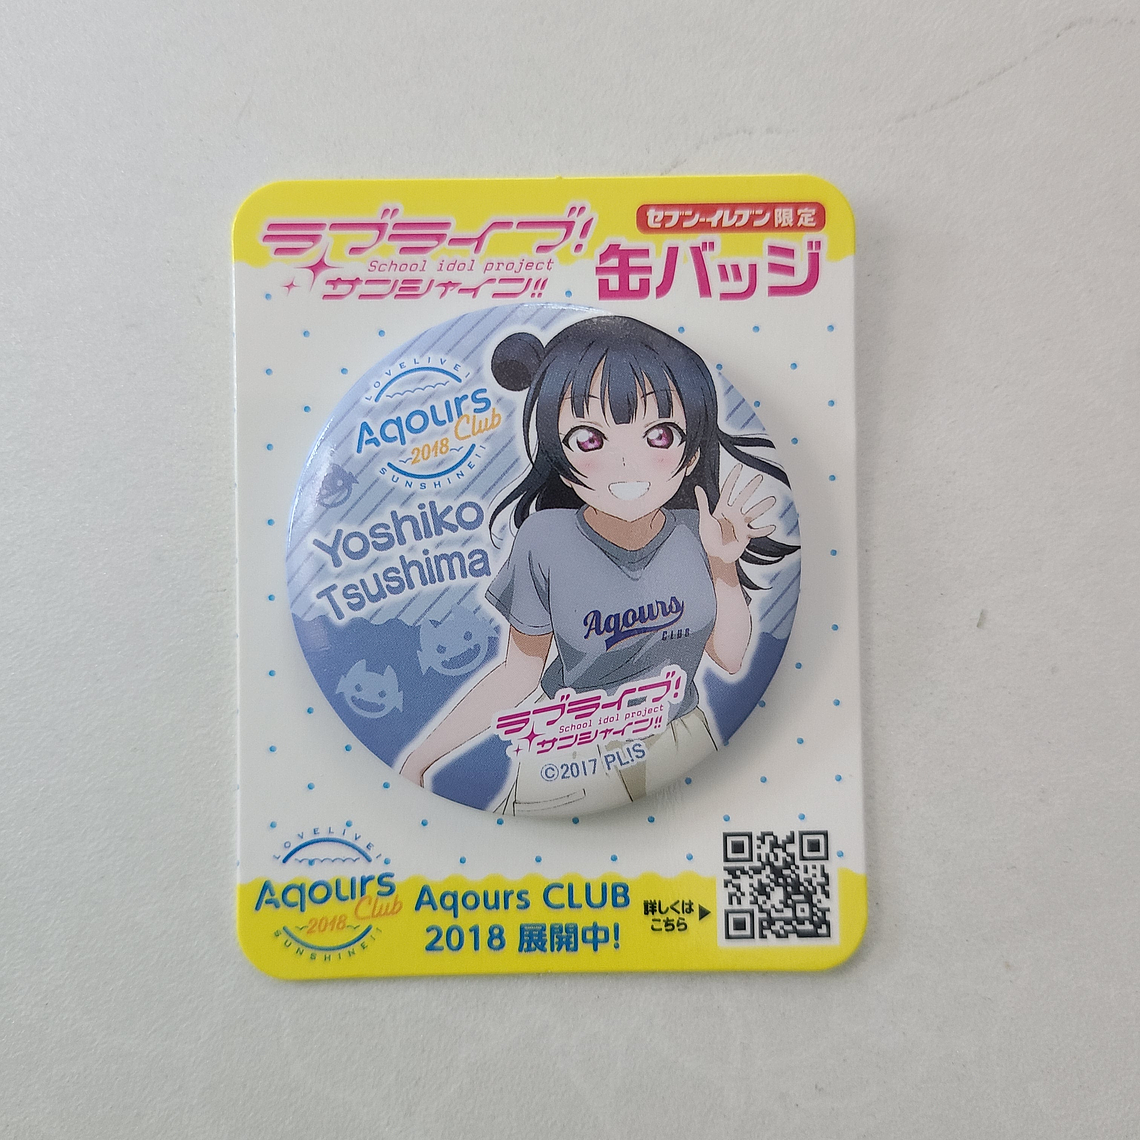 ラブライブ!
School idol project
サンシャイン!!
セブン-イレブン限定
缶バッジ
LOVELIVE!
Aqours
2018 Club
SUNSHINE!!
Yoshiko
Tsushima
Aqours
CLUB
ラブライブ!
School idol project
サンシャイン!!
©2017 PL!S
LOVELIVE!
Aqours
2018 Club
SUNSHINE!!
Aqours CLUB
2018 展開中!
詳しくは
こちら▶